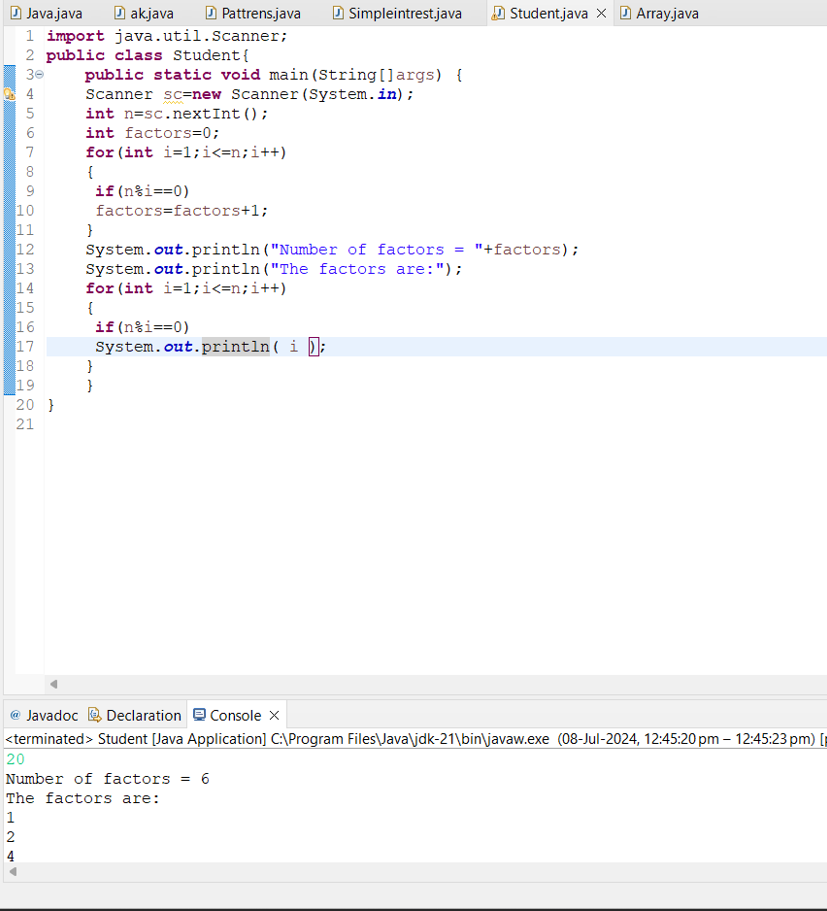 Java.java ak.java Pattrens.java Simpleintrest.java Student.java Array.java
1 import java.util.Scanner;
2 public class Student{
3 public static void main(String[]args) {
4 Scanner sc=new Scanner(System.in);
5 int n=sc.nextInt();
6 int factors=0;
7 for(int i=1;i<=n;i++)
8 {
9 if(n%i==0)
10 factors=factors+1;
11 }
12 System.out.println("Number of factors = "+factors);
13 System.out.println("The factors are:");
14 for(int i=1;i<=n;i++)
15 {
16 if(n%i==0)
17 System.out.println( i );
18 }
19 }
20 }
21
@ Javadoc Declaration Console
<terminated> Student [Java Application] C:\Program Files\Java\jdk-21\bin\javaw.exe (08-Jul-2024, 12:45:20 pm – 12:45:23 pm) [
20
Number of factors = 6
The factors are:
1
2
4